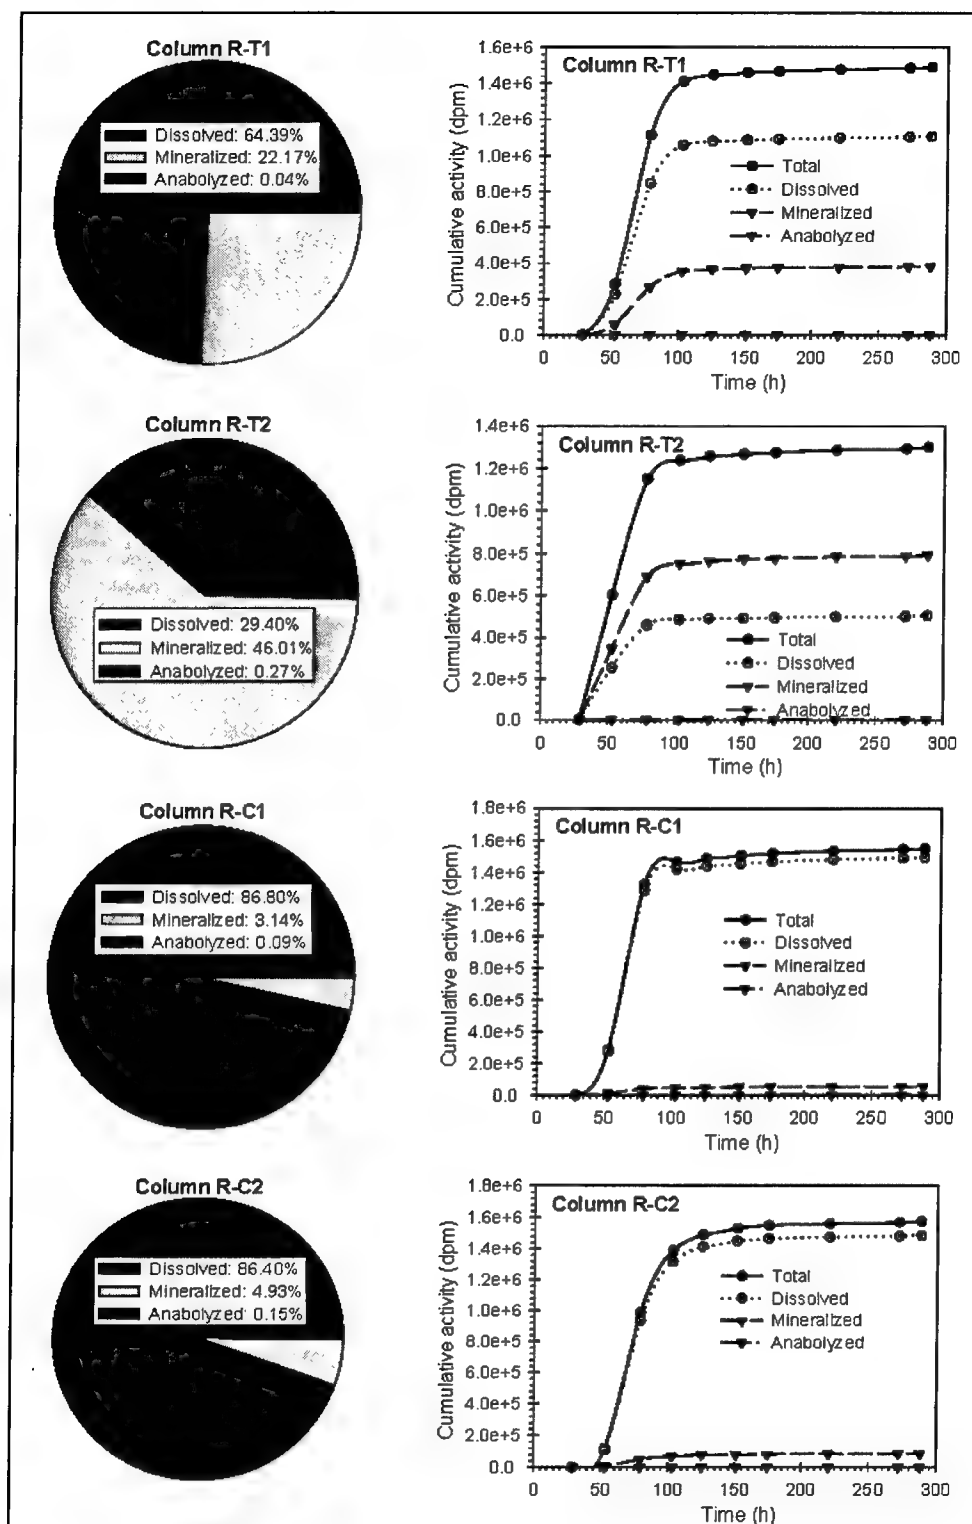 Column R-T1
Dissolved: 64.39%
Mineralized: 22.17%
Anabolyzed: 0.04%
Column R-T1
Cumulative activity (dpm)
1.6e+6
1.4e+6
1.2e+6
1.0e+6
8.0e+5
6.0e+5
4.0e+5
2.0e+5
0.0
Total
Dissolved
Mineralized
Anabolyzed
0 50 100 150 200 250 300
Time (h)
Column R-T2
Dissolved: 29.40%
Mineralized: 46.01%
Anabolyzed: 0.27%
Column R-T2
Cumulative activity (dpm)
1.4e+6
1.2e+6
1.0e+6
8.0e+5
6.0e+5
4.0e+5
2.0e+5
0.0
Total
Dissolved
Mineralized
Anabolyzed
0 50 100 150 200 250 300
Time (h)
Column R-C1
Dissolved: 86.80%
Mineralized: 3.14%
Anabolyzed: 0.09%
Column R-C1
Cumulative activity (dpm)
1.8e+6
1.6e+6
1.4e+6
1.2e+6
1.0e+6
8.0e+5
6.0e+5
4.0e+5
2.0e+5
0.0
Total
Dissolved
Mineralized
Anabolyzed
0 50 100 150 200 250 300
Time (h)
Column R-C2
Dissolved: 86.40%
Mineralized: 4.93%
Anabolyzed: 0.15%
Column R-C2
Cumulative activity (dpm)
1.8e+6
1.6e+6
1.4e+6
1.2e+6
1.0e+6
8.0e+5
6.0e+5
4.0e+5
2.0e+5
0.0
Total
Dissolved
Mineralized
Anabolyzed
0 50 100 150 200 250 300
Time (h)